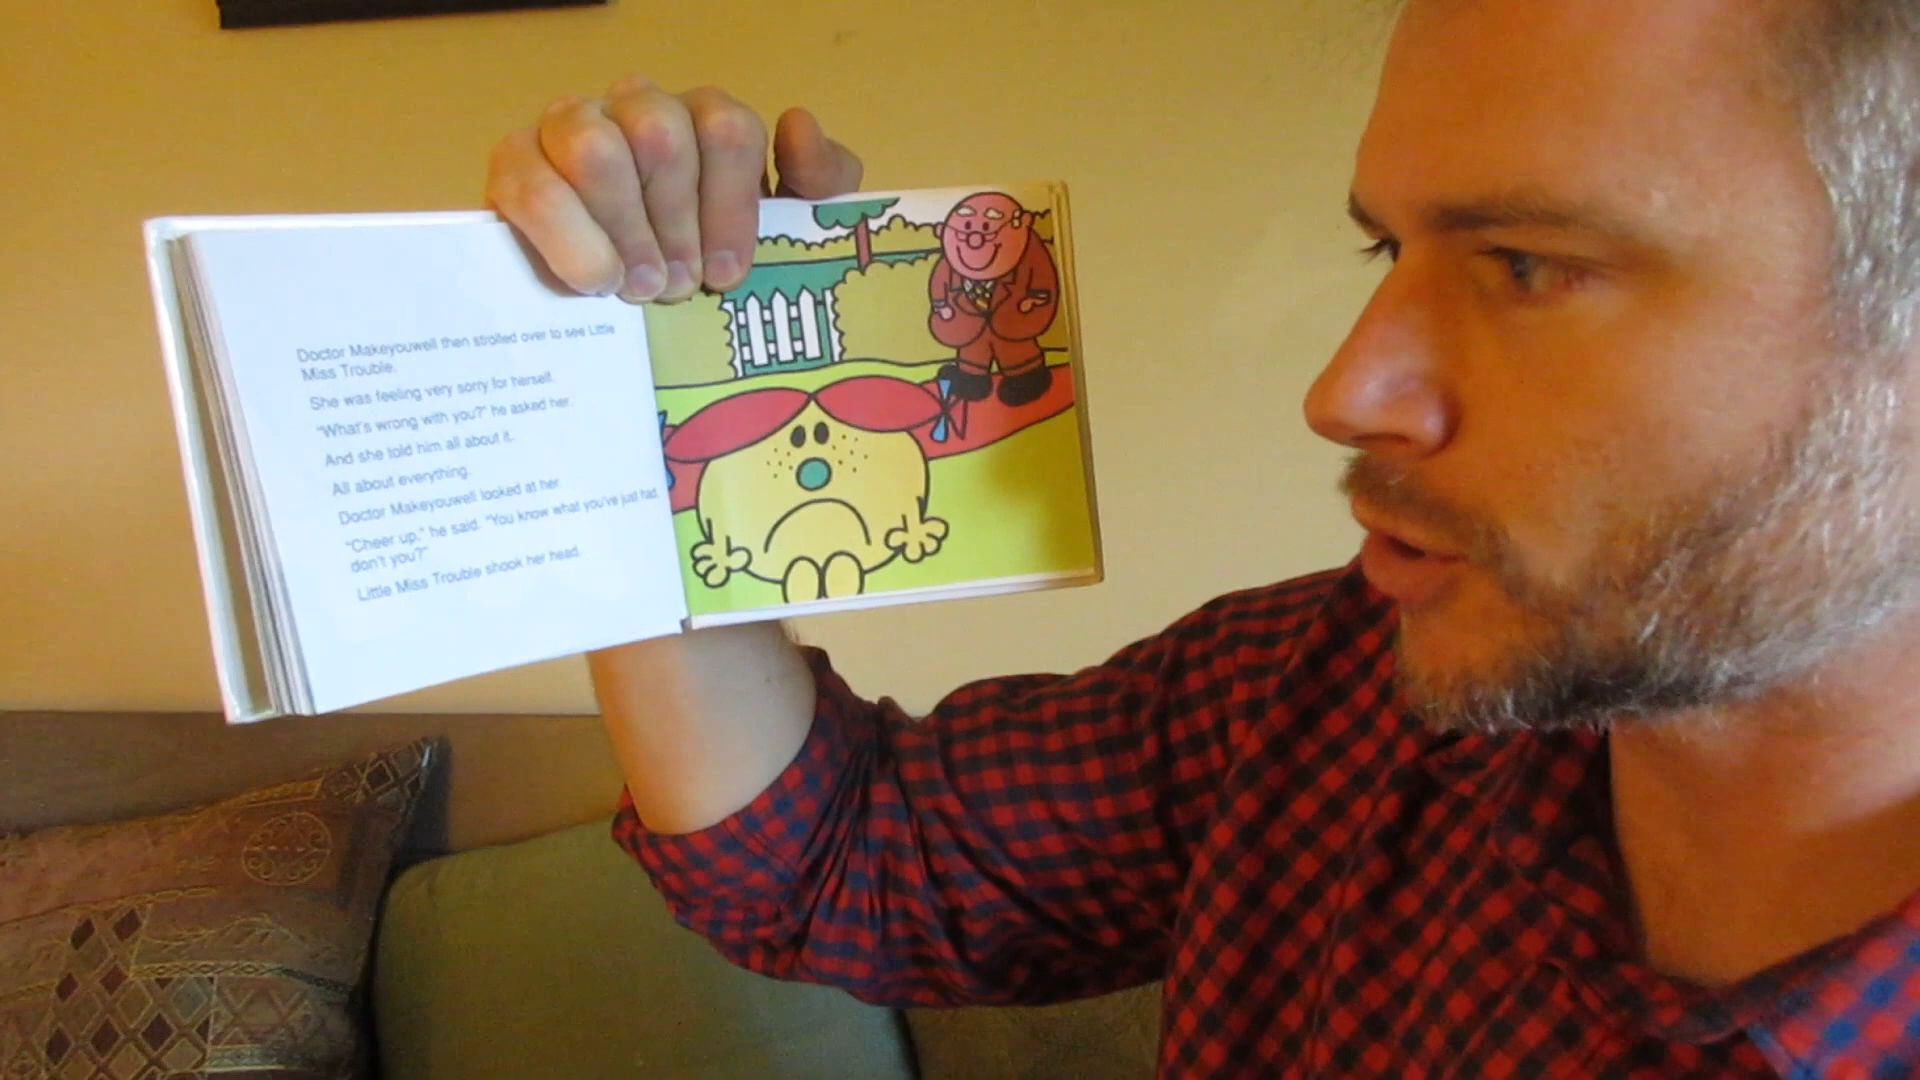 Doctor Makeyouwell then strolled over to see Little
Miss Trouble.
She was feeling very sorry for herself.
"What's wrong with you?" he asked her.
And she told him all about it.
All about everything.
Doctor Makeyouwell looked at her.
"Cheer up," he said. "You know what you've just had,
don't you?"
Little Miss Trouble shook her head.